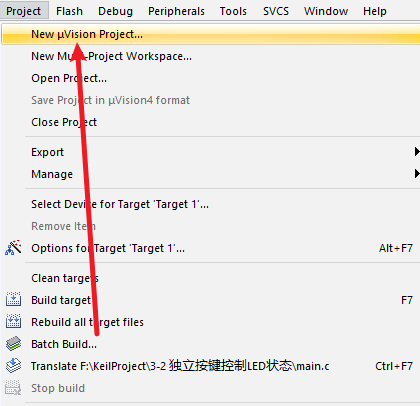 Project Flash Debug Peripherals Tools SVCS Window Help
New µVision Project...
New Multi-Project Workspace...
Open Project...
Save Project in µVision4 format
Close Project
Export
Manage
Select Device for Target 'Target 1'...
Remove Item
Options for Target 'Target 1'... Alt+F7
Clean targets
Build target F7
Rebuild all target files
Batch Build...
Translate F:\KeilProject\3-2 独立按键控制LED状态\main.c Ctrl+F7
Stop build